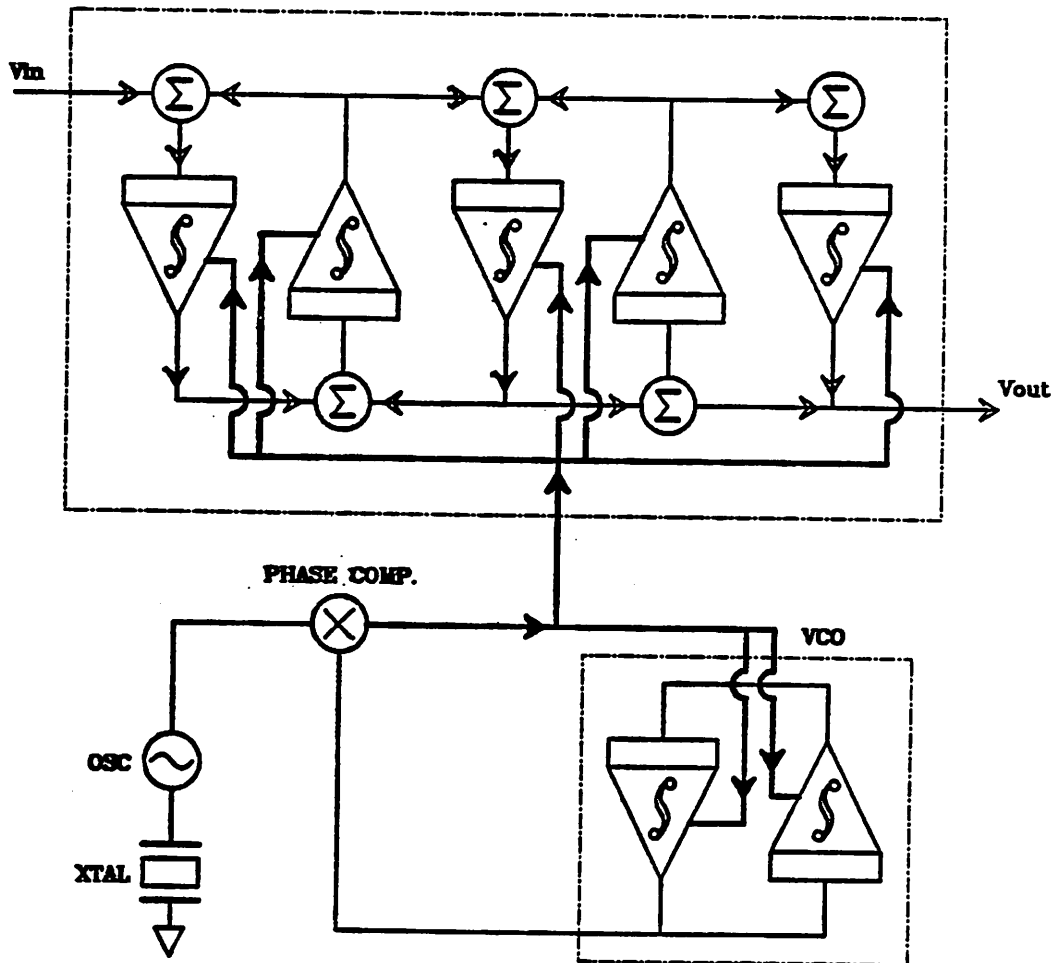 Vin
Σ Σ Σ
∫ ∫ ∫ ∫ ∫
Σ Σ
Vout
PHASE COMP.
VCO
OSC
∫ ∫
XTAL